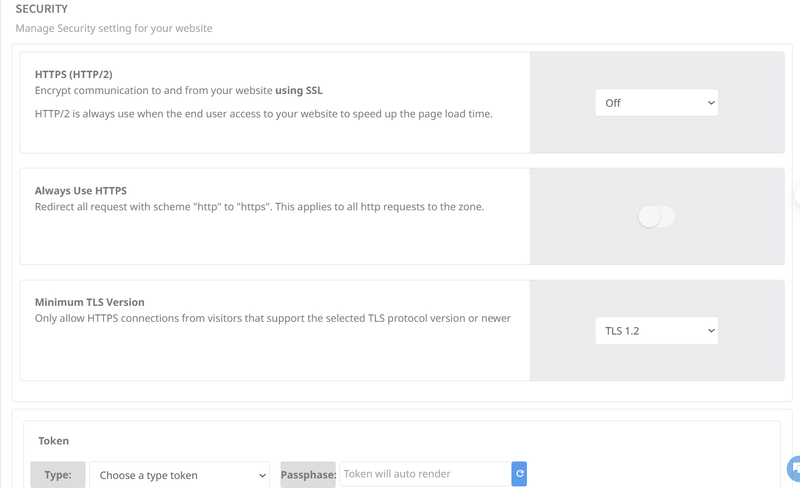 SECURITY
Manage Security setting for your website
HTTPS (HTTP/2)
Encrypt communication to and from your website using SSL
HTTP/2 is always use when the end user access to your website to speed up the page load time.
Off
Always Use HTTPS
Redirect all request with scheme "http" to "https". This applies to all http requests to the zone.
Minimum TLS Version
Only allow HTTPS connections from visitors that support the selected TLS protocol version or newer
TLS 1.2
Token
Type: Choose a type token Passphase: Token will auto render